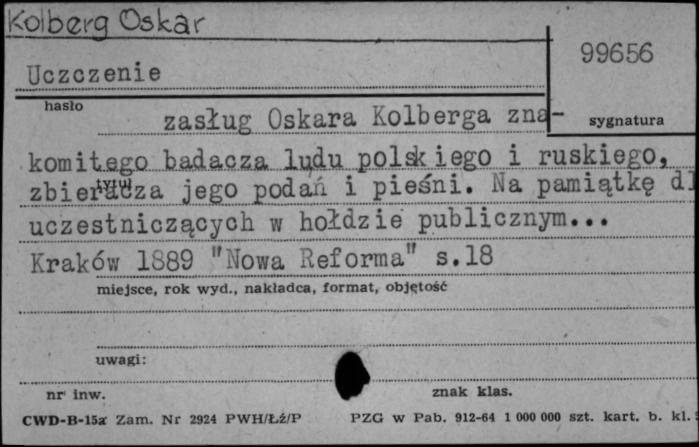 Kolberg Oskar
99656
Uczczenie
hasło
sygnatura
zasług Oskara Kolberga zna-
komitego badacza ludu polskiego i ruskiego,
tytuł
zbieracza jego podań i pieśni. Na pamiątkę dl
uczestniczących w hołdzie publicznym...
Kraków 1889 "Nowa Reforma" s.18
miejsce, rok wyd., nakładca, format, objętość
uwagi:
nr inw.
znak klas.
CWD-B-15a Zam. Nr 2924 PWH/Łź/P PZG w Pab. 912-64 1 000 000 szt. kart. b. kl.